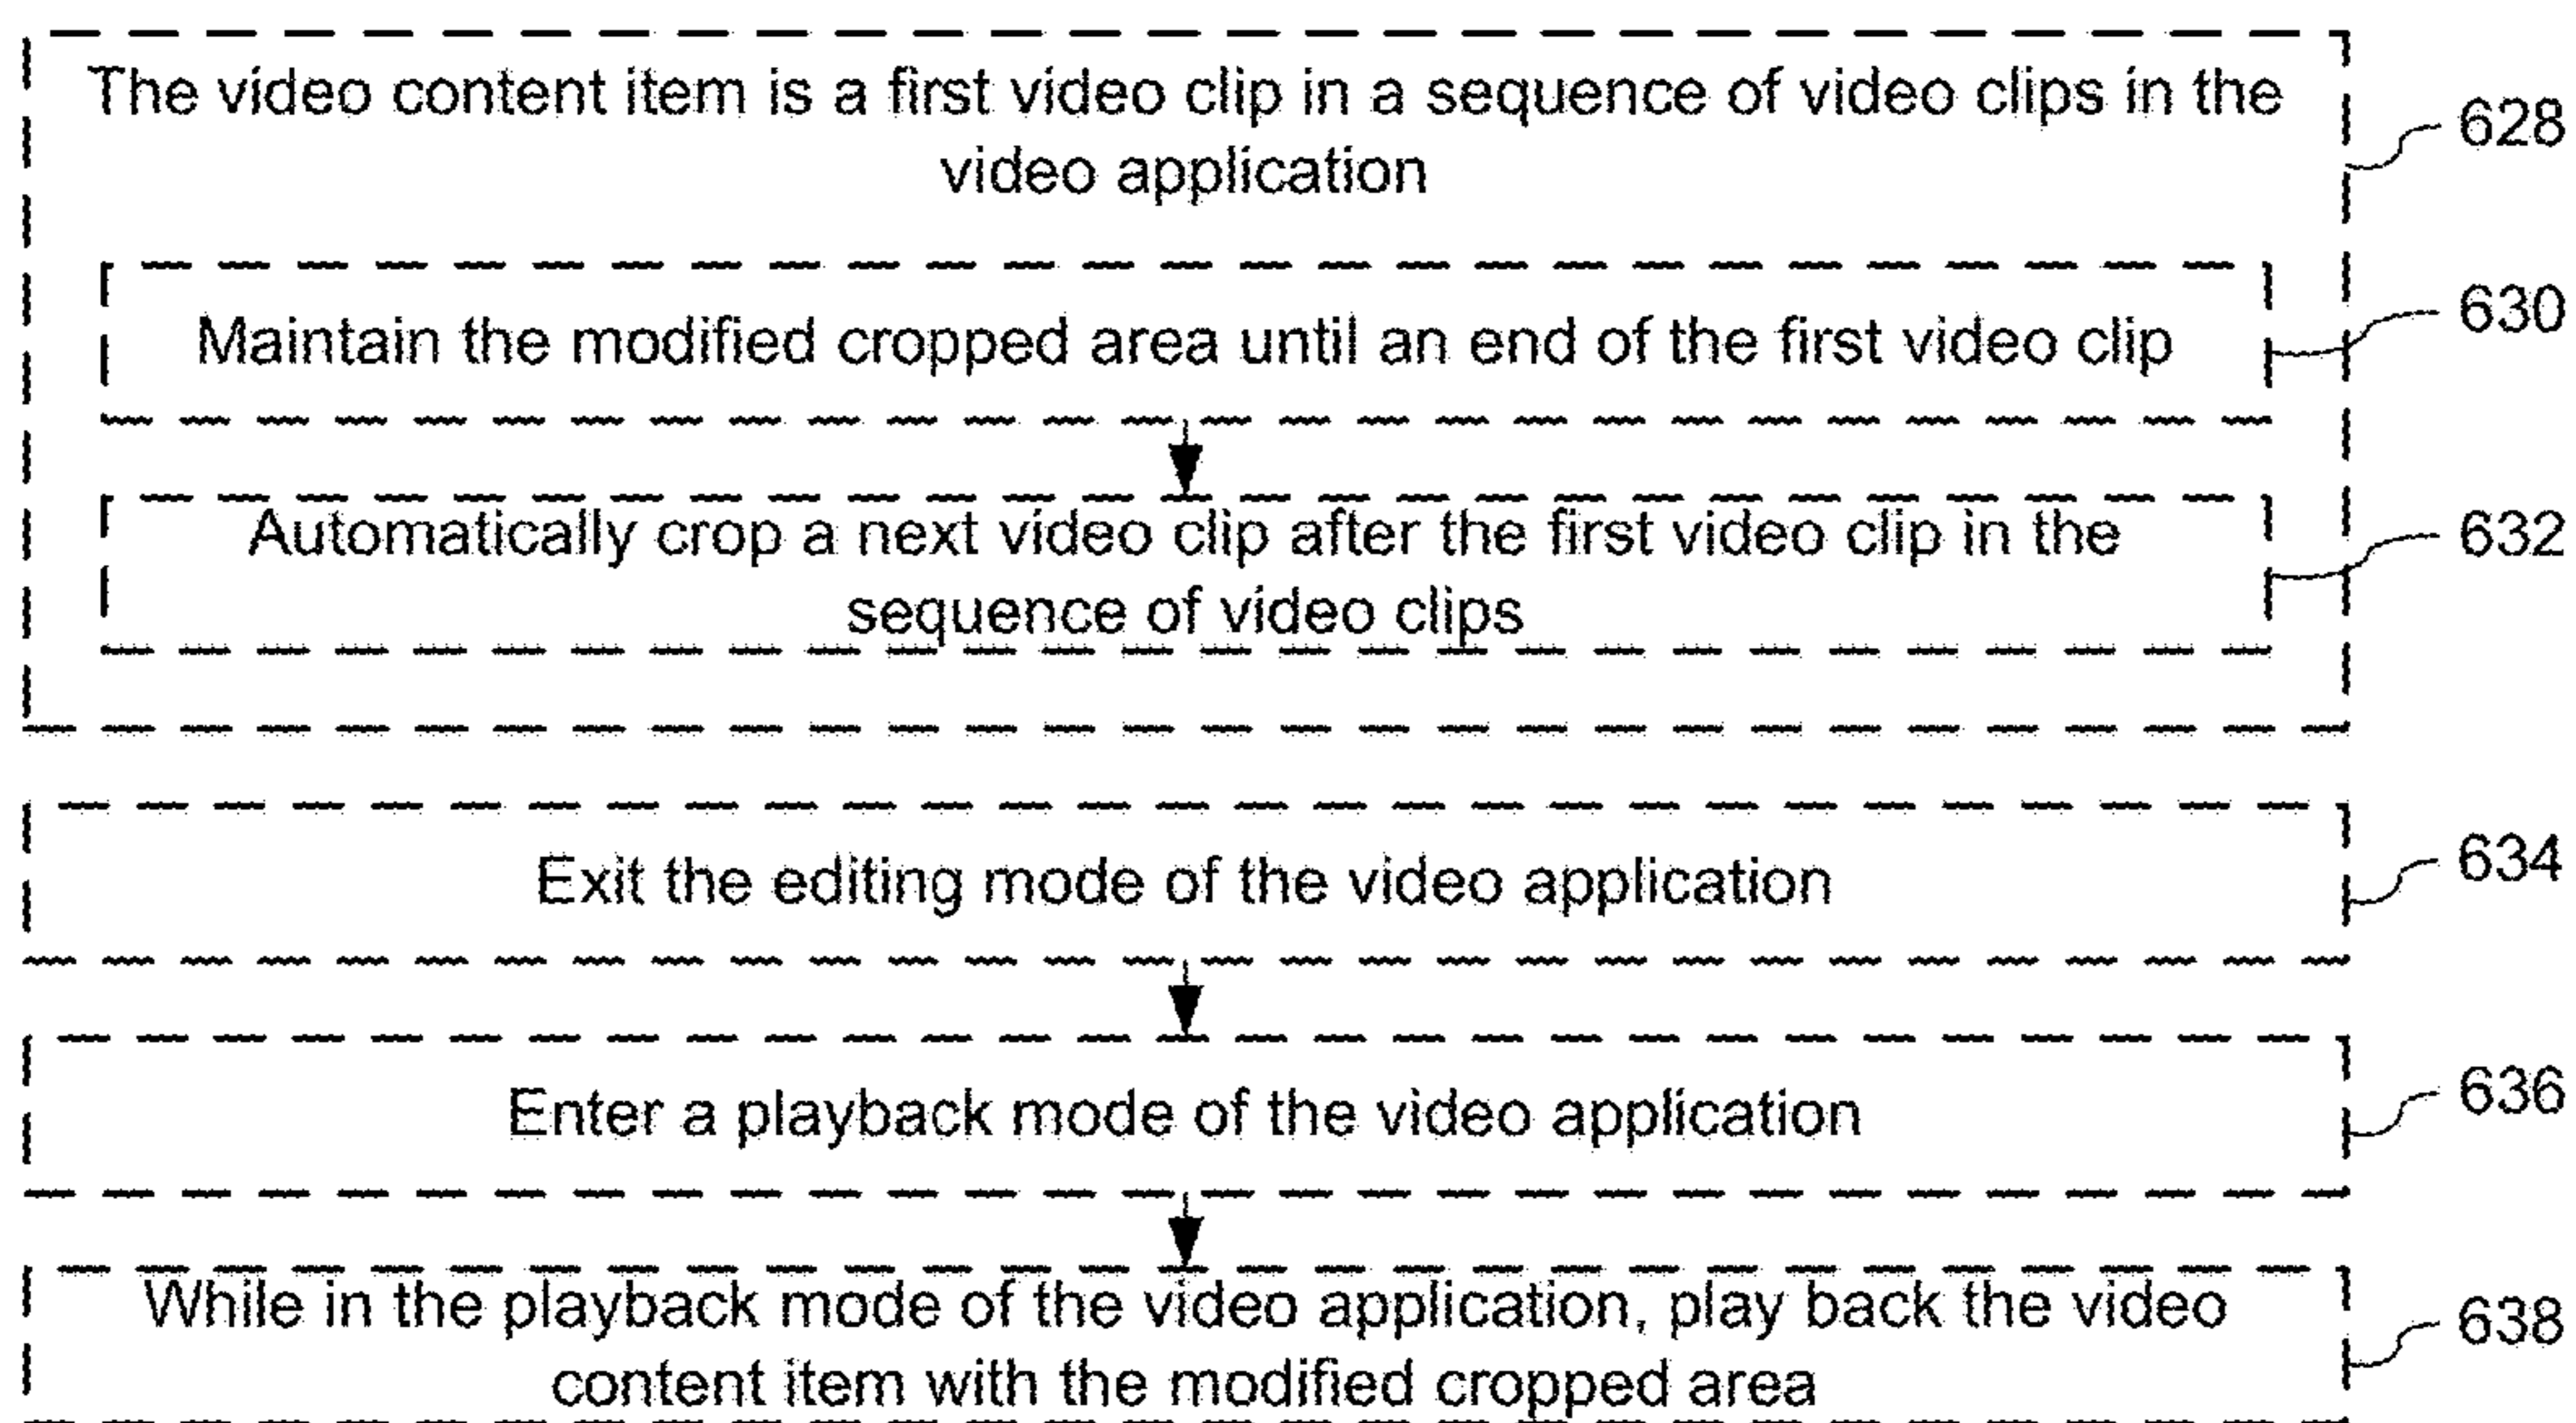 The video content item is a first video clip in a sequence of video clips in the
video application
628
Maintain the modified cropped area until an end of the first video clip
630
Automatically crop a next video clip after the first video clip in the
sequence of video clips
632
Exit the editing mode of the video application
634
Enter a playback mode of the video application
636
While in the playback mode of the video application, play back the video
content item with the modified cropped area
638